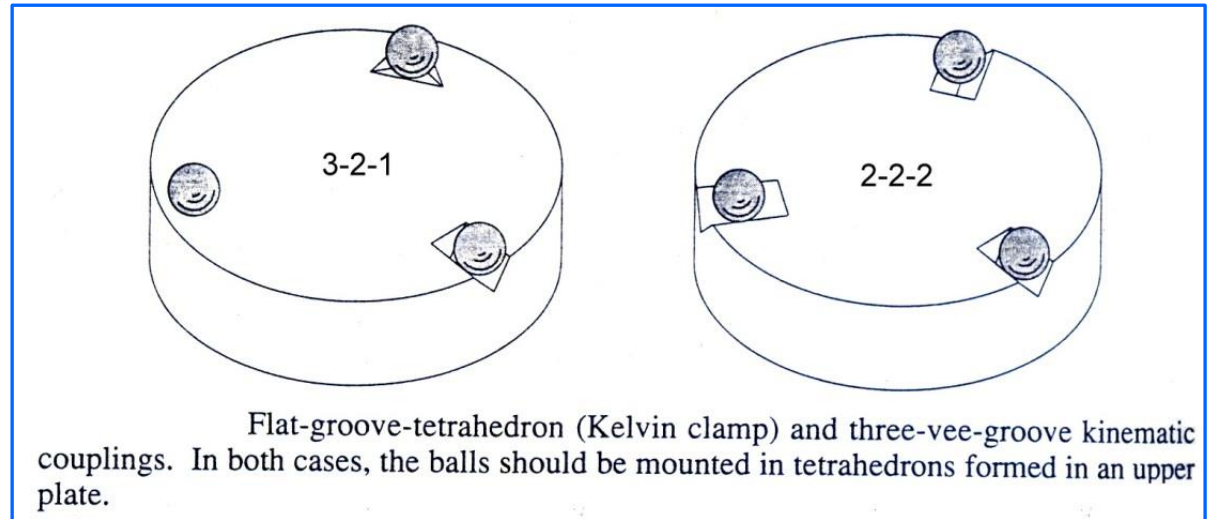 3-2-1
2-2-2
Flat-groove-tetrahedron (Kelvin clamp) and three-vee-groove kinematic
couplings. In both cases, the balls should be mounted in tetrahedrons formed in an upper
plate.